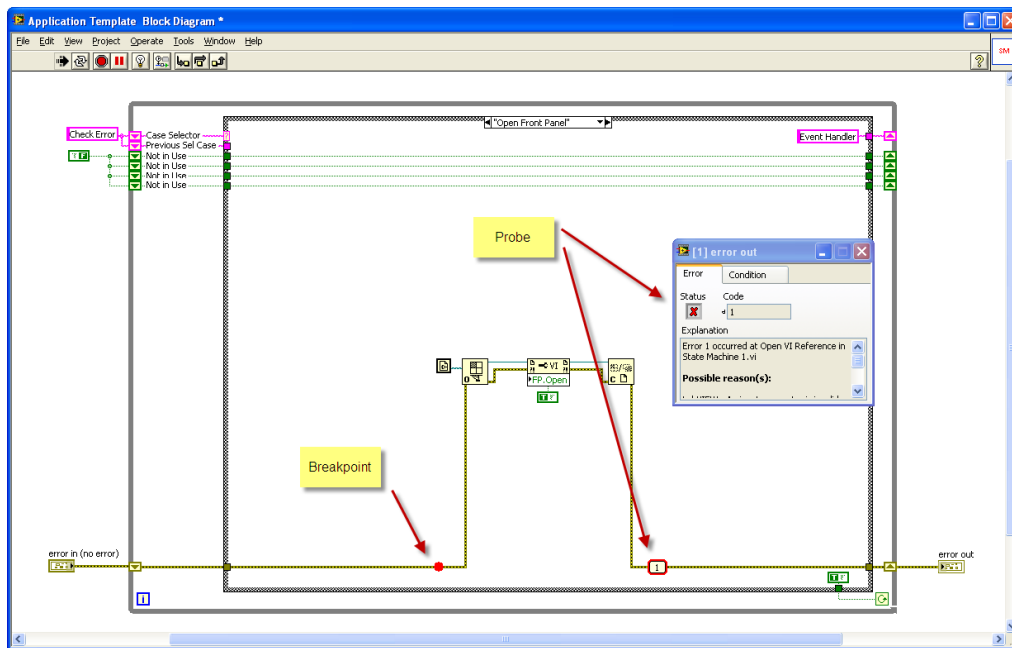 Application Template Block Diagram *
File Edit View Project Operate Tools Window Help
SM
?
"Open Front Panel"
Check Error
Case Selector
Previous Sel Case
Event Handler
T F
Not in Use
Not in Use
Not in Use
Not in Use
Probe
[1] error out
Error Condition
Status Code
d 1
Explanation
Error 1 occurred at Open VI Reference in
State Machine 1.vi
Possible reason(s):
VI
FP.Open
T F
Breakpoint
error in (no error)
1
error out
T F
i